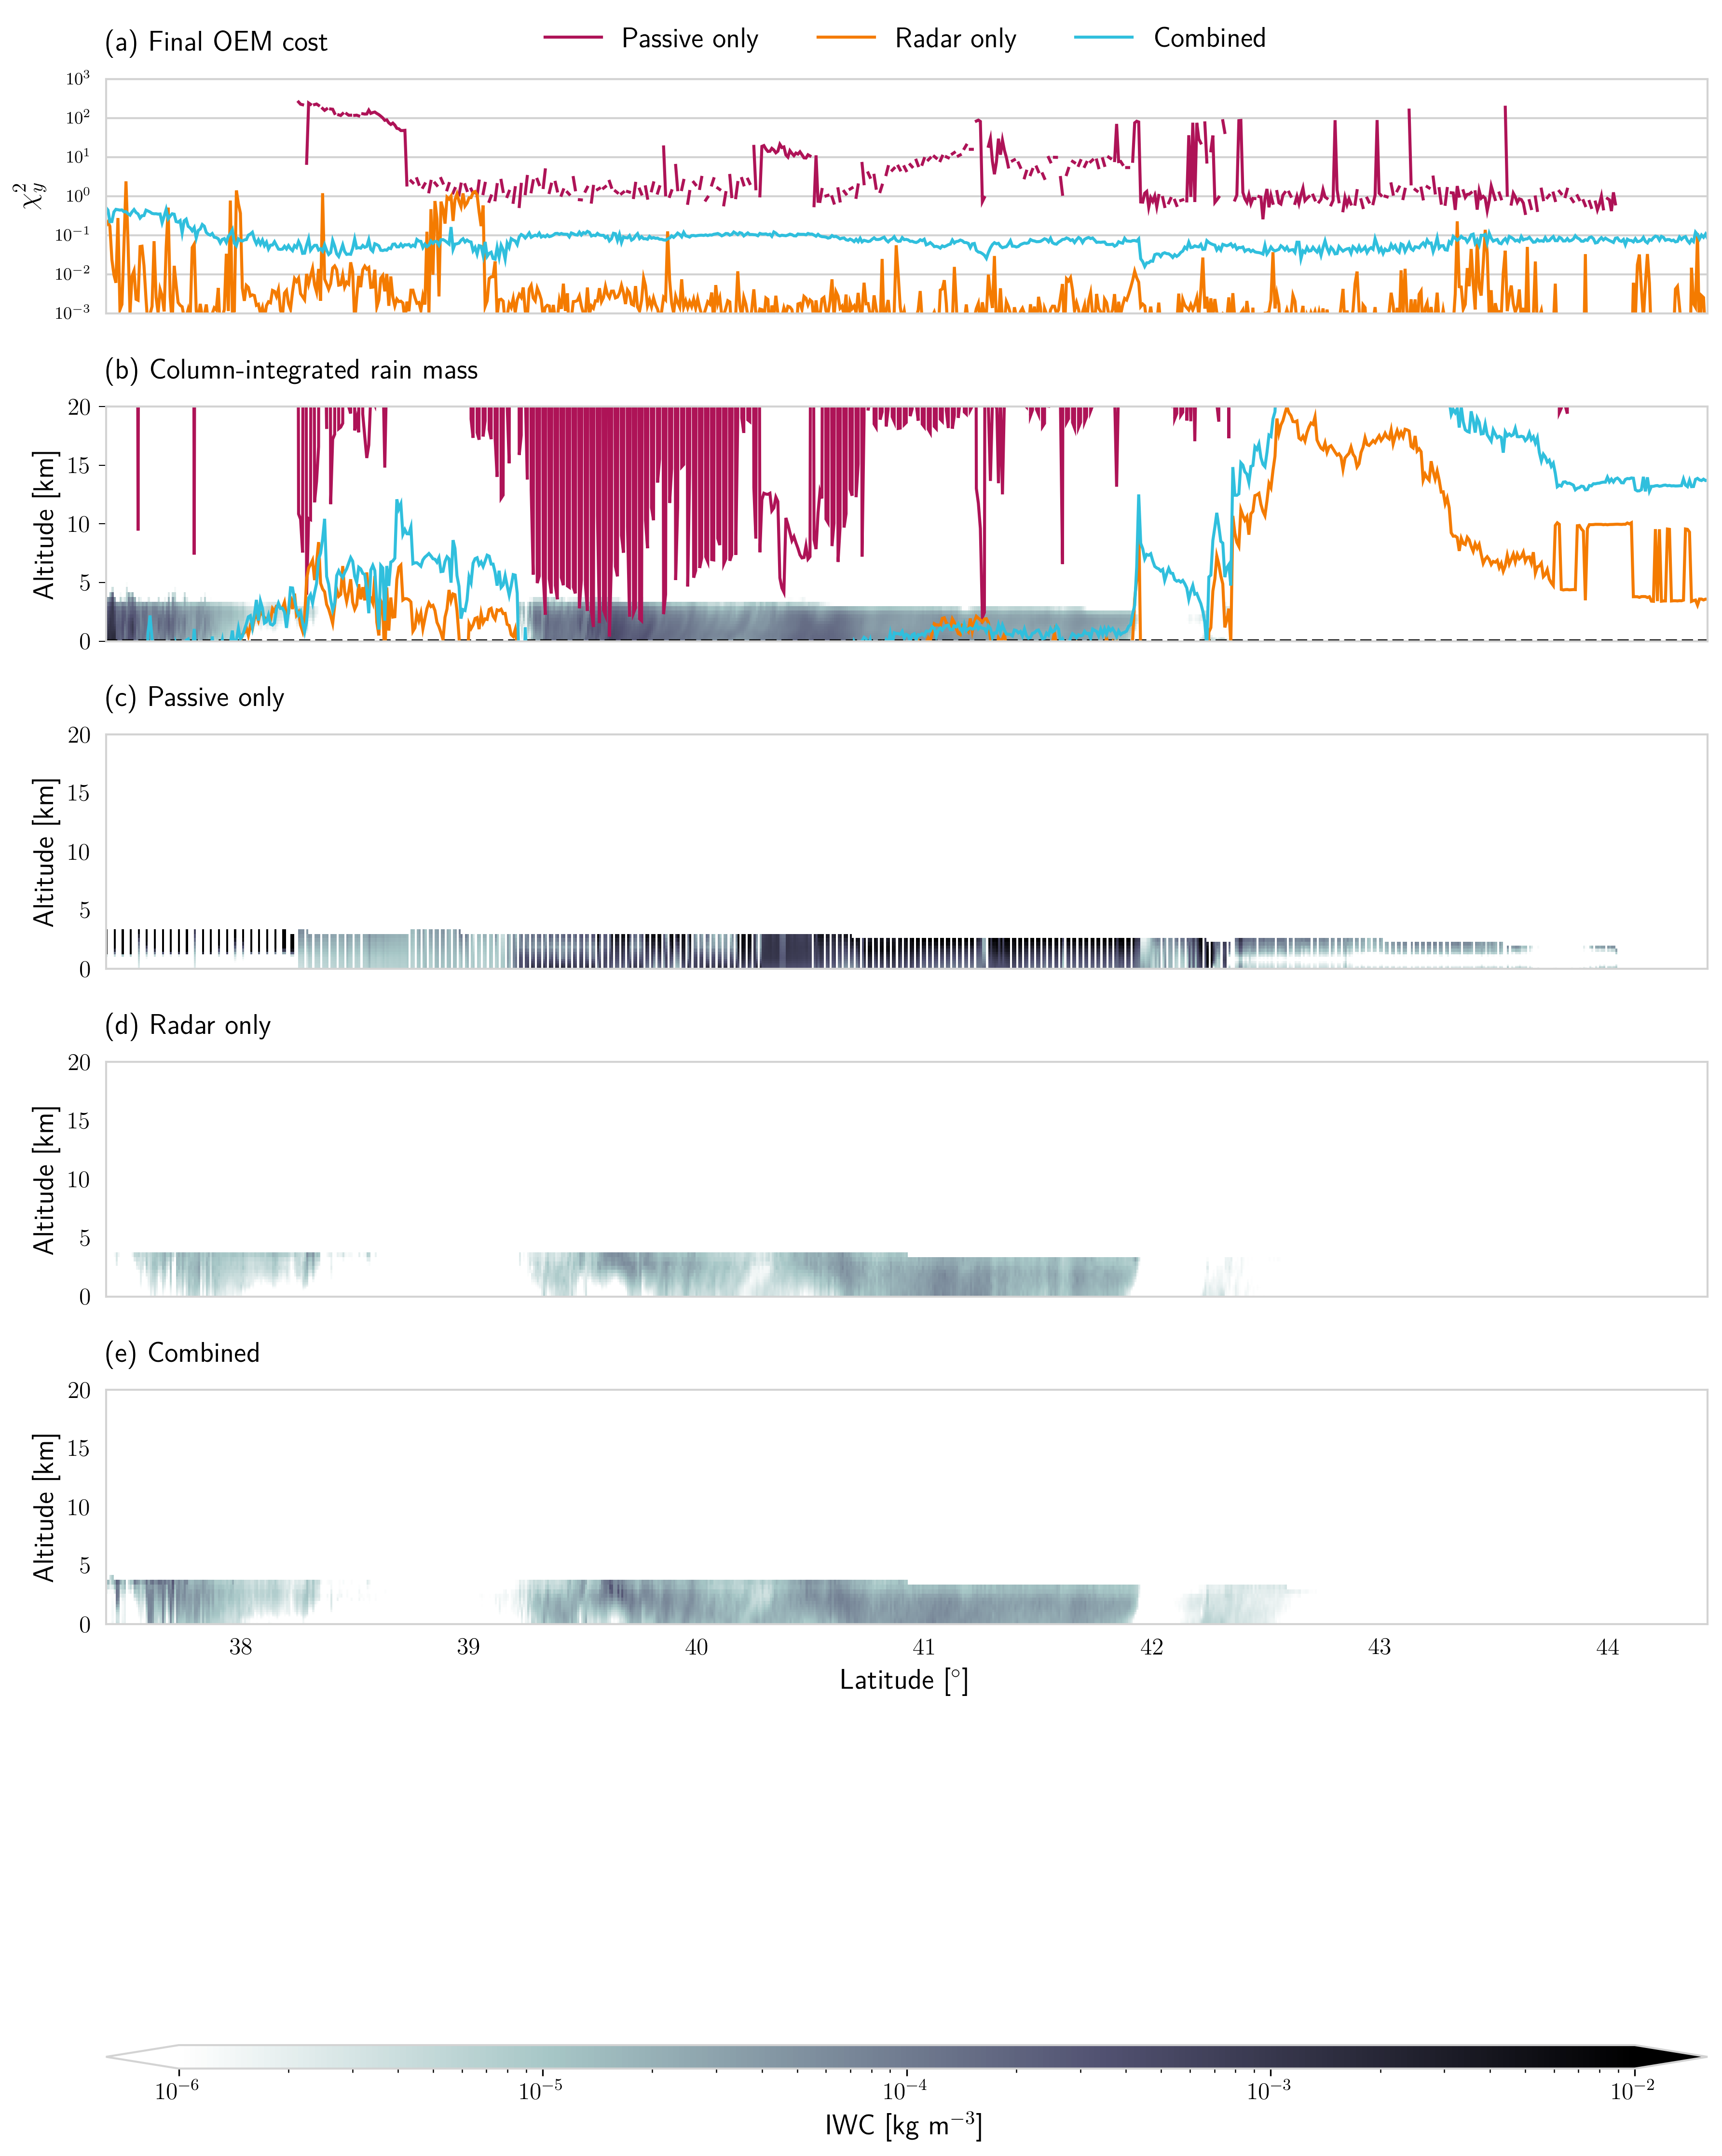 (a) Final OEM cost
Passive only Radar only Combined
10³
10²
10¹
10⁰
10⁻¹
10⁻²
10⁻³
χ²_y
(b) Column-integrated rain mass
20
15
10
5
0
Altitude [km]
(c) Passive only
20
15
10
5
0
Altitude [km]
(d) Radar only
20
15
10
5
0
Altitude [km]
(e) Combined
20
15
10
5
0
Altitude [km]
38 39 40 41 42 43 44
Latitude [°]
10⁻⁶ 10⁻⁵ 10⁻⁴ 10⁻³ 10⁻²
IWC [kg m⁻³]